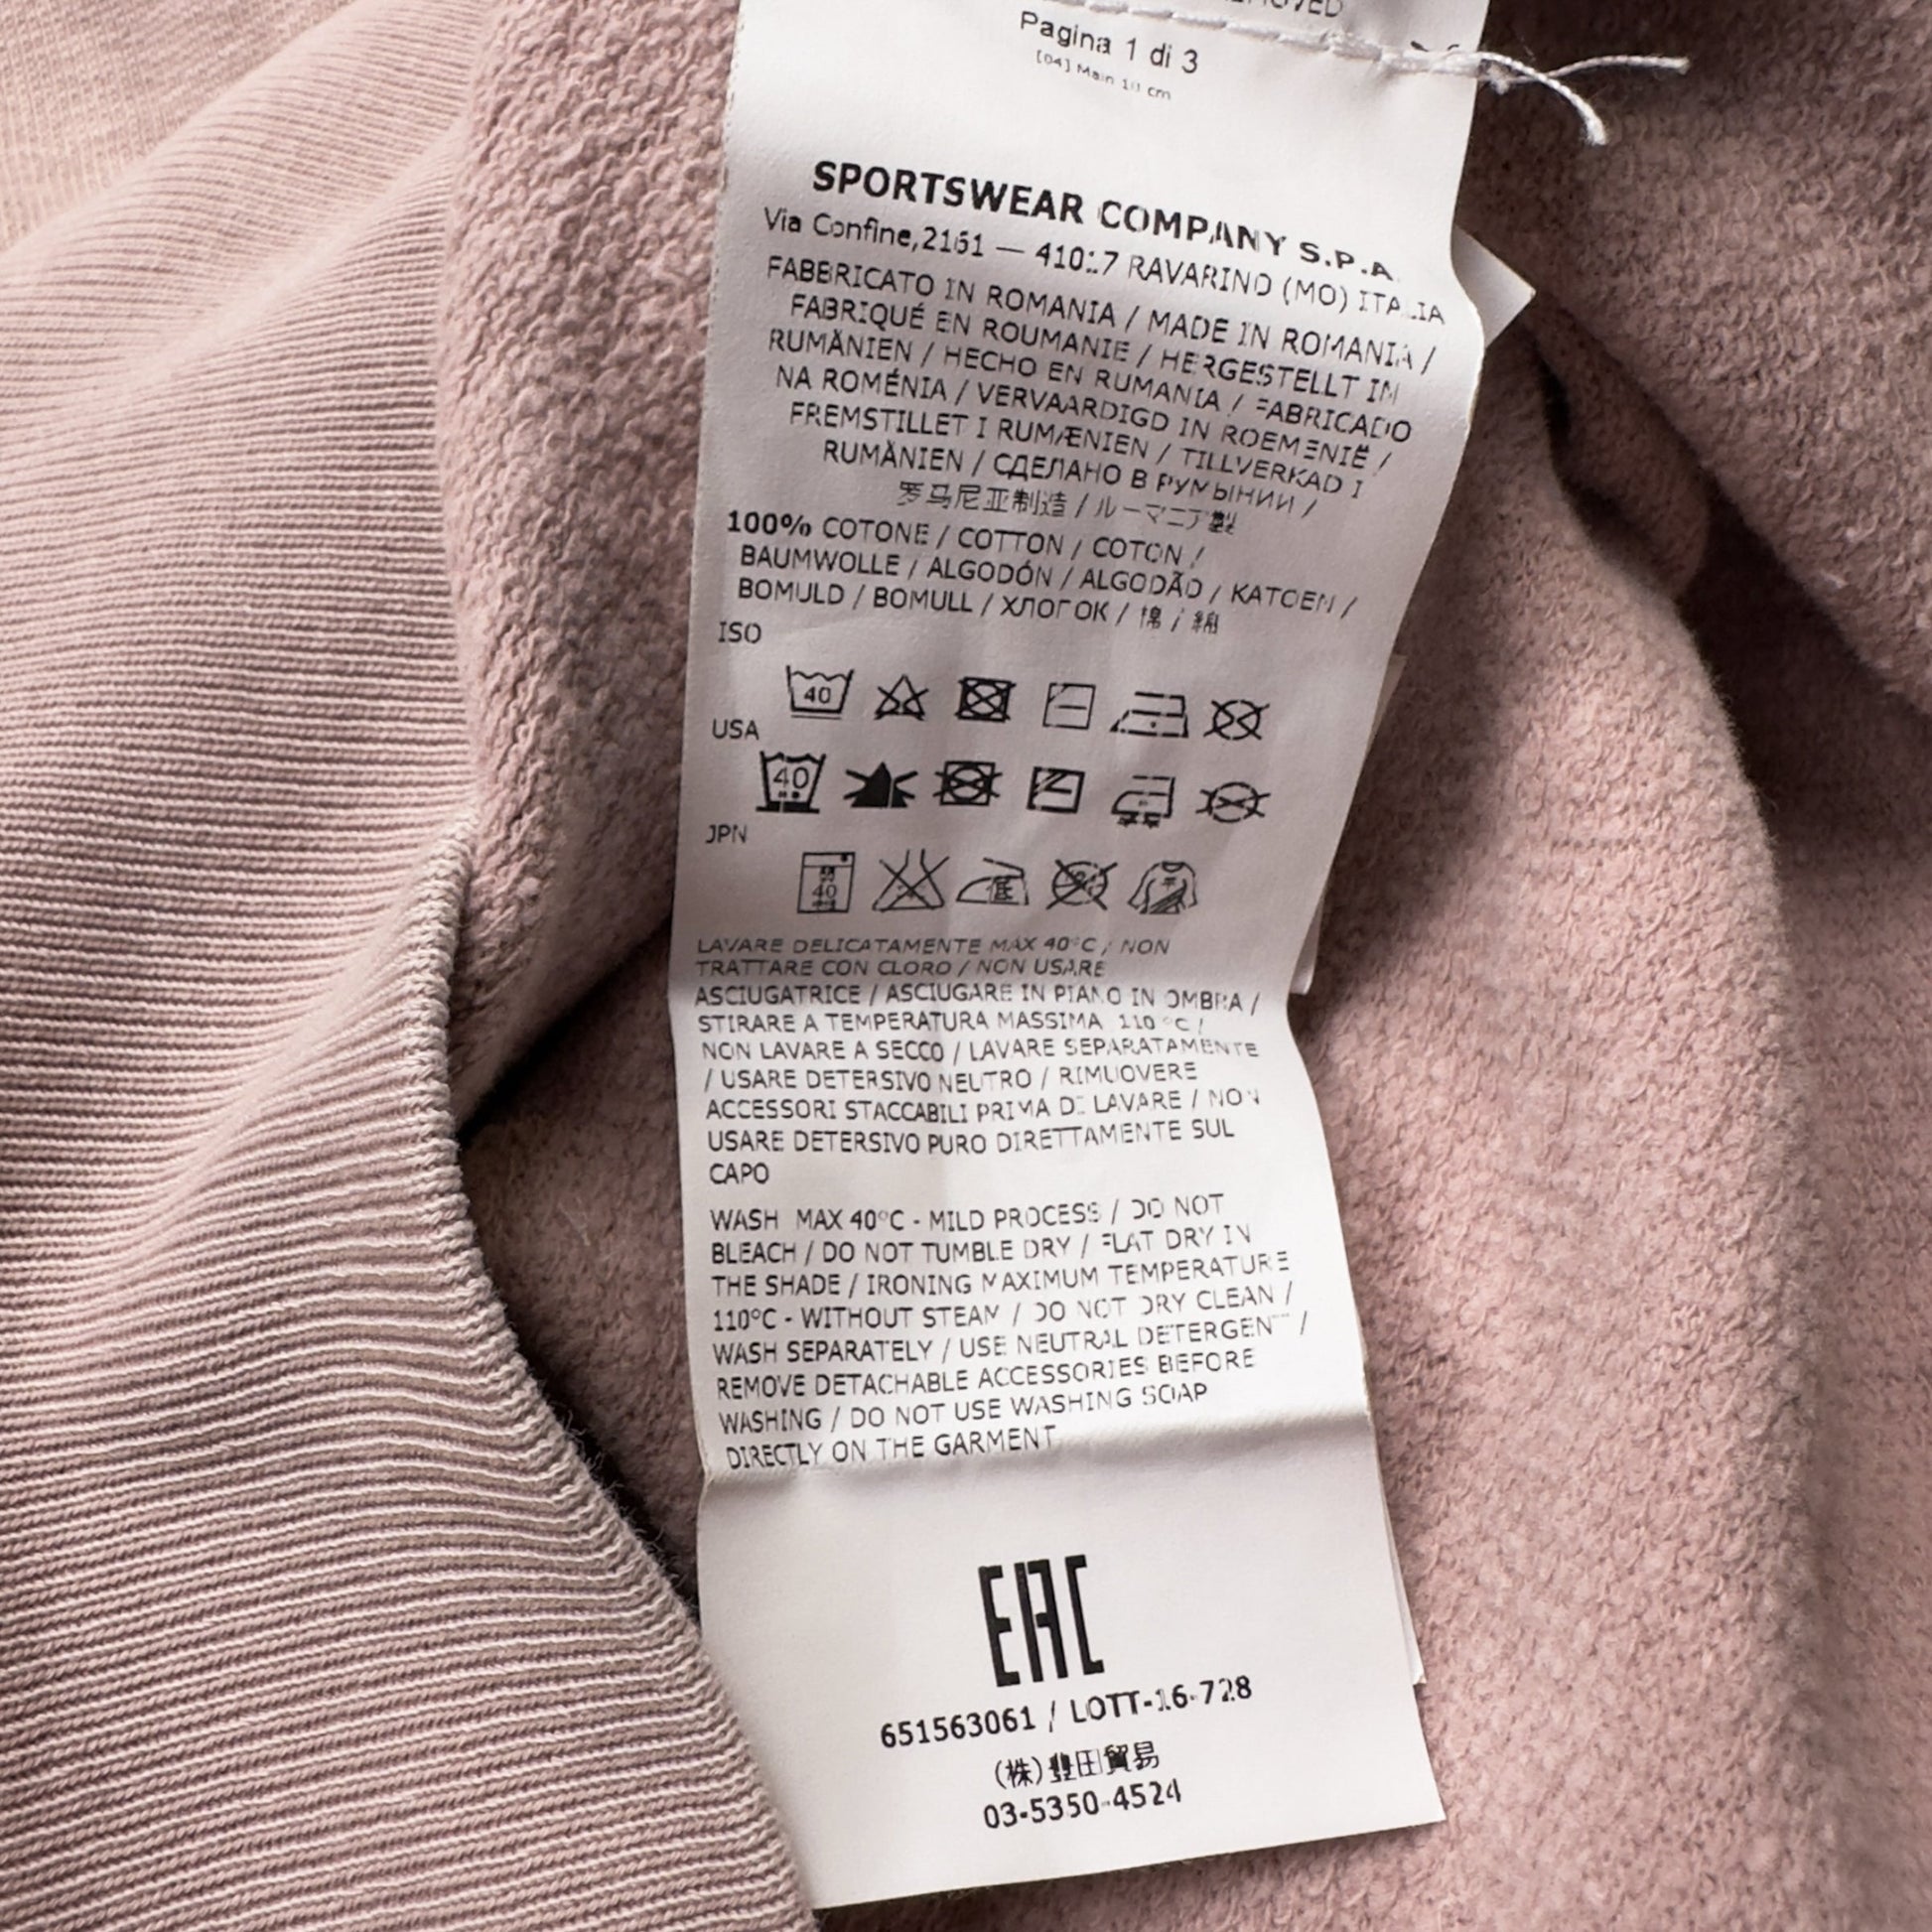 Pagina 1 di 3
[04] Main 10 cm
SPORTSWEAR COMPANY S.P.A.
Via Confine,2161 — 41017 RAVARINO (MO) ITALIA
FABBRICATO IN ROMANIA / MADE IN ROMANIA /
FABRIQUÉ EN ROUMANIE / HERGESTELLT IN
RUMÄNIEN / HECHO EN RUMANIA / FABRICADO
NA ROMÉNIA / VERVAARDIGD IN ROEMENIË /
FREMSTILLET I RUMÆNIEN / TILLVERKAD I
RUMÄNIEN / СДЕЛАНО В РУМЫНИИ /
罗马尼亚制造 / ルーマニア製
100% COTONE / COTTON / COTON /
BAUMWOLLE / ALGODÓN / ALGODÃO / KATOEN /
BOMULD / BOMULL / ХЛОПОК / 棉 / 綿
ISO
40
USA
40
JPN
40
低
LAVARE DELICATAMENTE MAX 40°C / NON
TRATTARE CON CLORO / NON USARE
ASCIUGATRICE / ASCIUGARE IN PIANO IN OMBRA /
STIRARE A TEMPERATURA MASSIMA 110 °C /
NON LAVARE A SECCO / LAVARE SEPARATAMENTE
/ USARE DETERSIVO NEUTRO / RIMUOVERE
ACCESSORI STACCABILI PRIMA DI LAVARE / NON
USARE DETERSIVO PURO DIRETTAMENTE SUL
CAPO
WASH MAX 40°C - MILD PROCESS / DO NOT
BLEACH / DO NOT TUMBLE DRY / FLAT DRY IN
THE SHADE / IRONING MAXIMUM TEMPERATURE
110°C - WITHOUT STEAM / DO NOT DRY CLEAN /
WASH SEPARATELY / USE NEUTRAL DETERGENT /
REMOVE DETACHABLE ACCESSORIES BEFORE
WASHING / DO NOT USE WASHING SOAP
DIRECTLY ON THE GARMENT
EAC
651563061 / LOTT-16-728
(株)豊田貿易
03-5350-4524